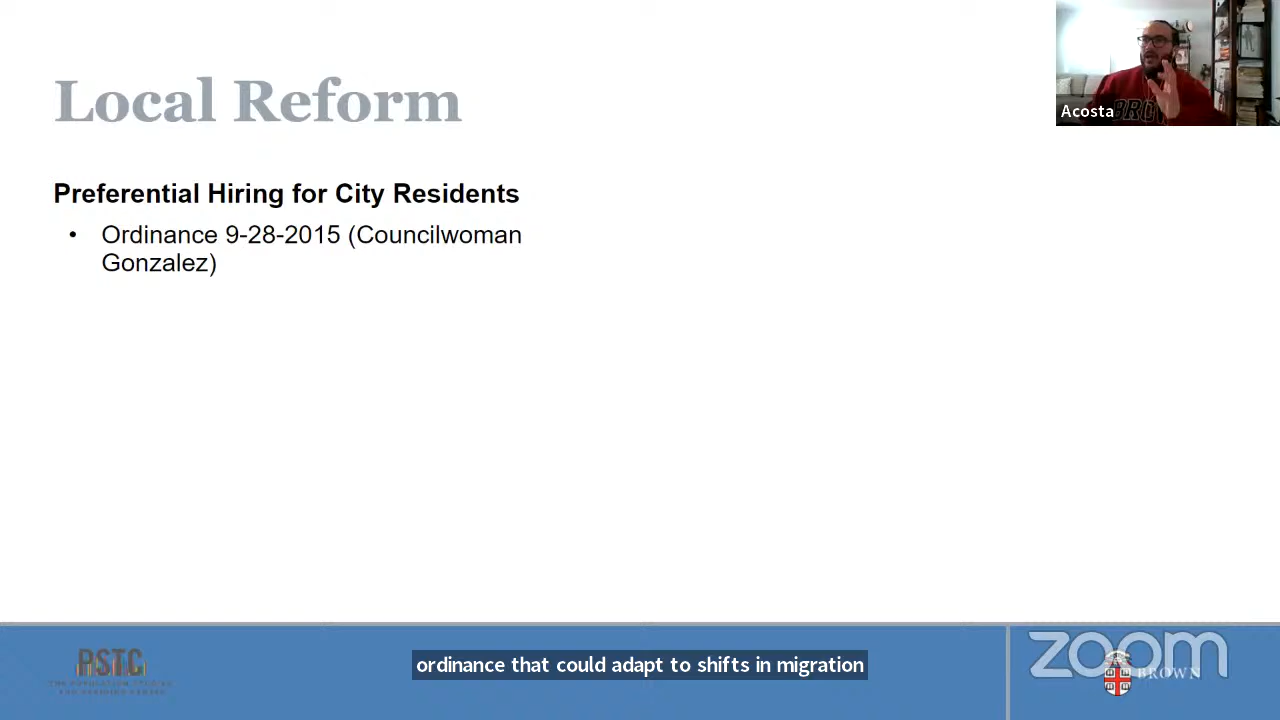 Local Reform
Acosta
BROW
Preferential Hiring for City Residents
• Ordinance 9-28-2015 (Councilwoman
Gonzalez)
ordinance that could adapt to shifts in migration
PSTC
zoom
BROWN